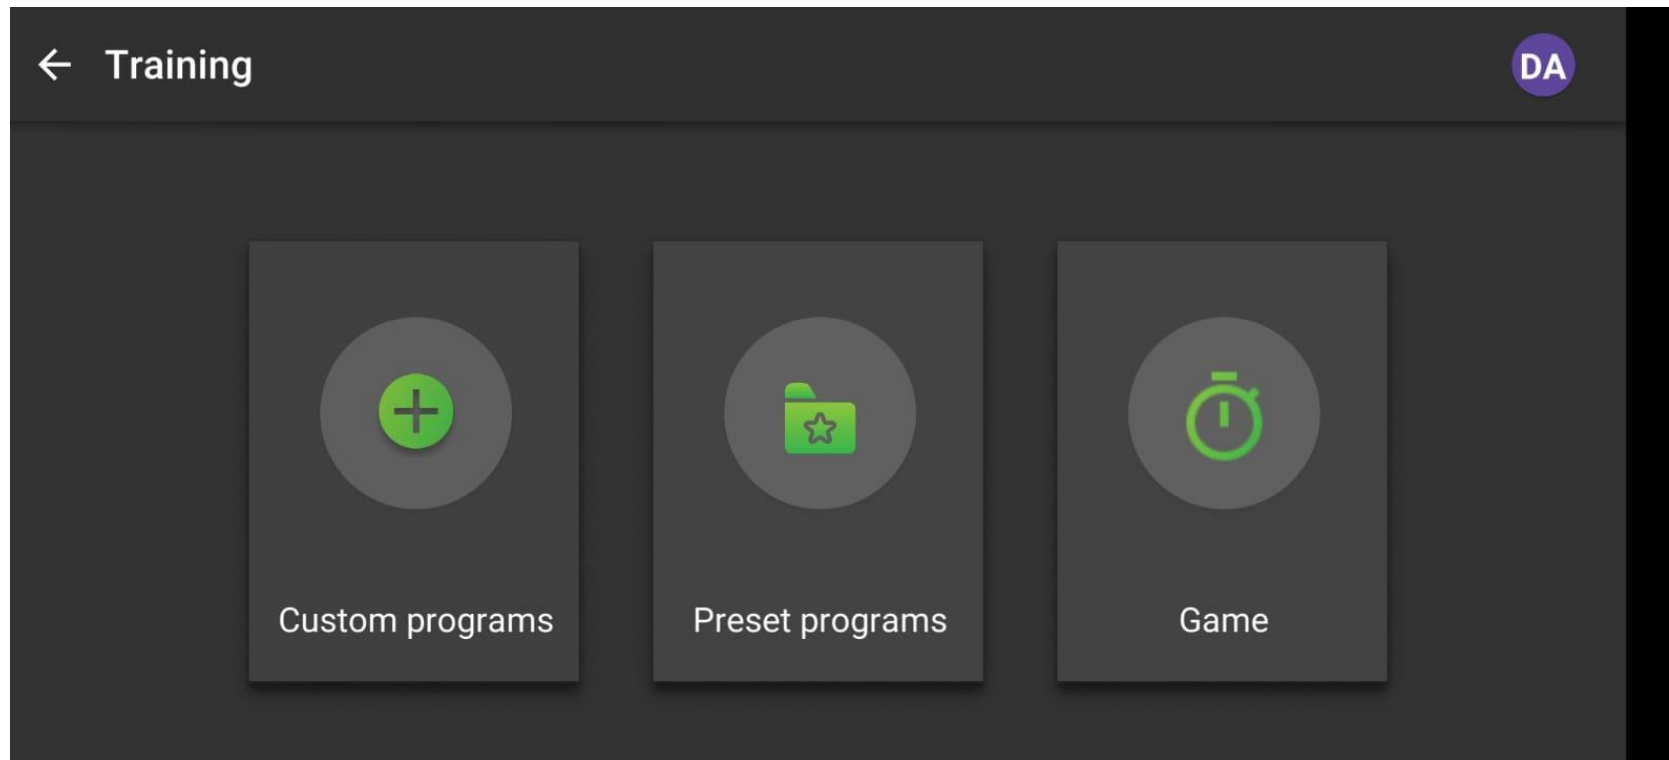 Training
DA
Custom programs
Preset programs
Game